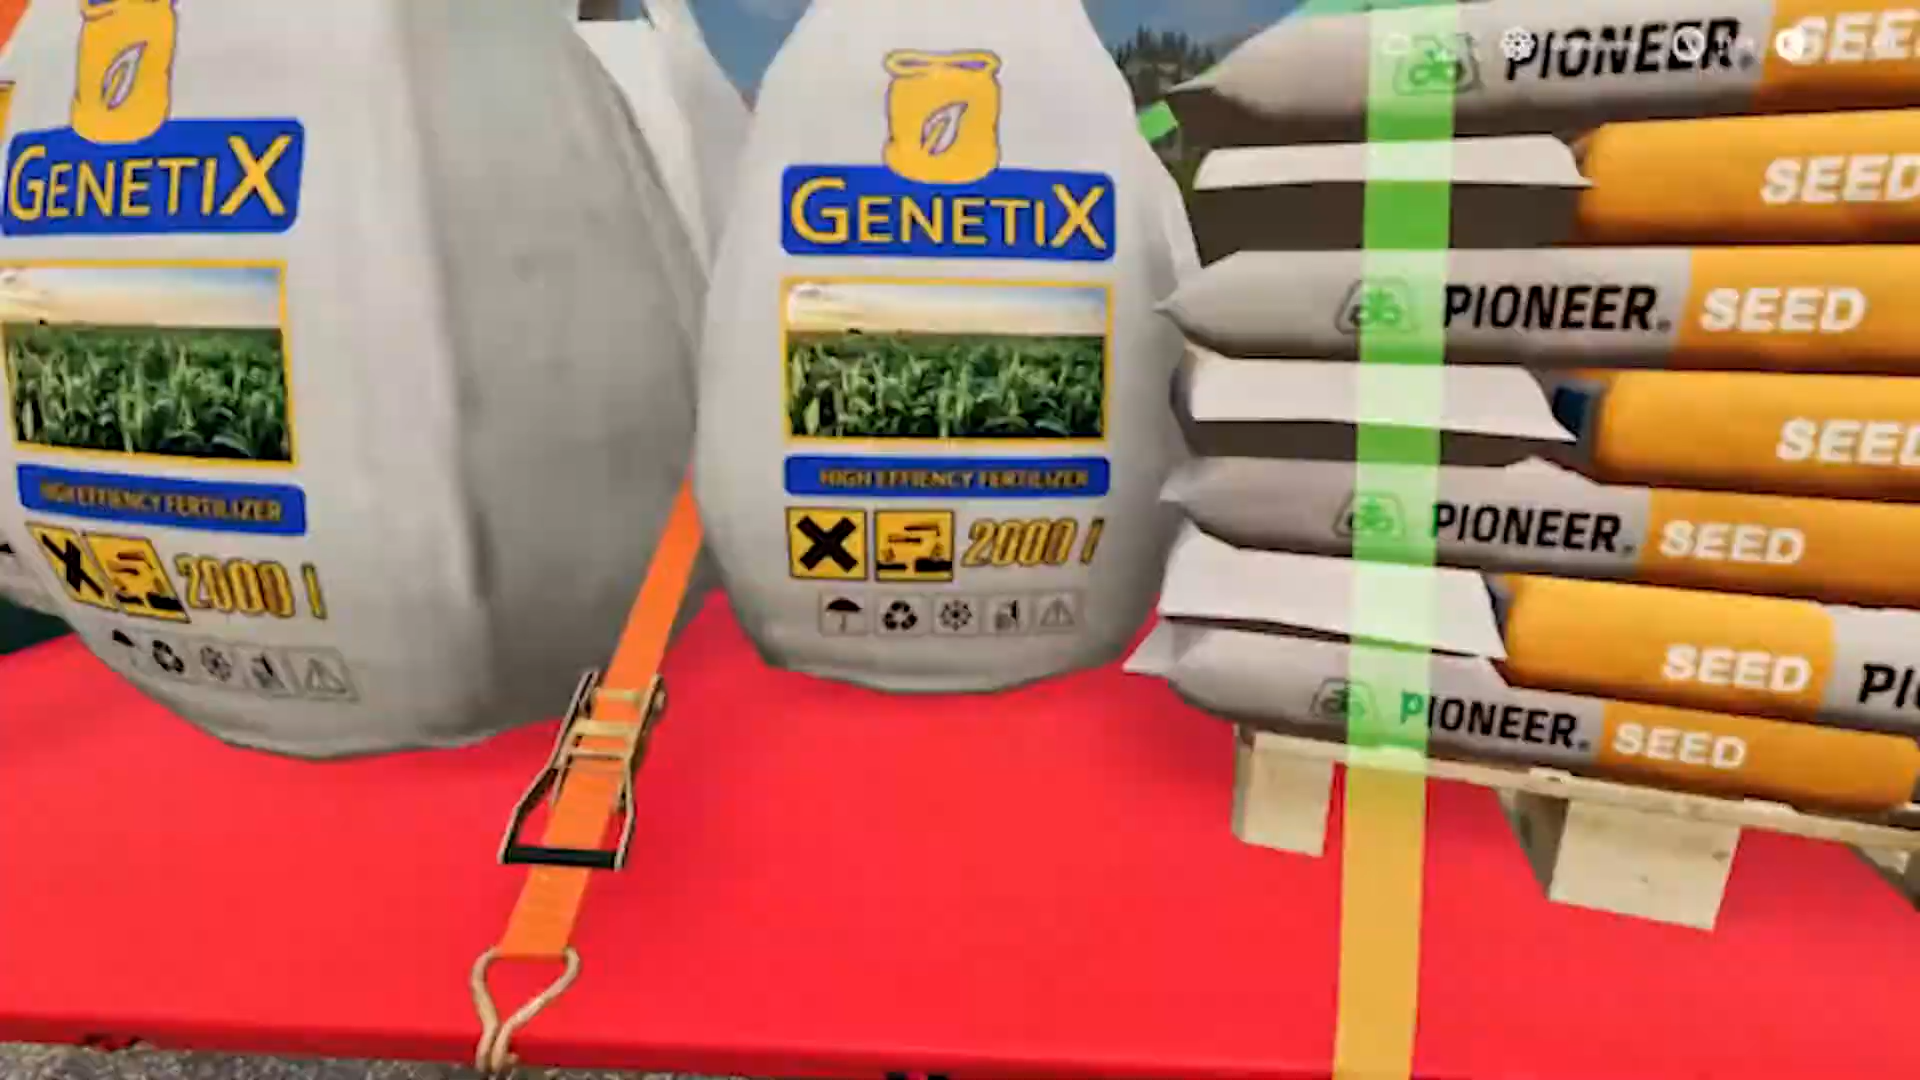 GENETIX
HIGH EFFIENCY FERTILIZER
2000 l
GENETIX
HIGH EFFIENCY FERTILIZER
2000 l
PIONEER. SEED
SEED
PIONEER. SEED
SEED
PIONEER. SEED
SEED PI
PIONEER. SEED